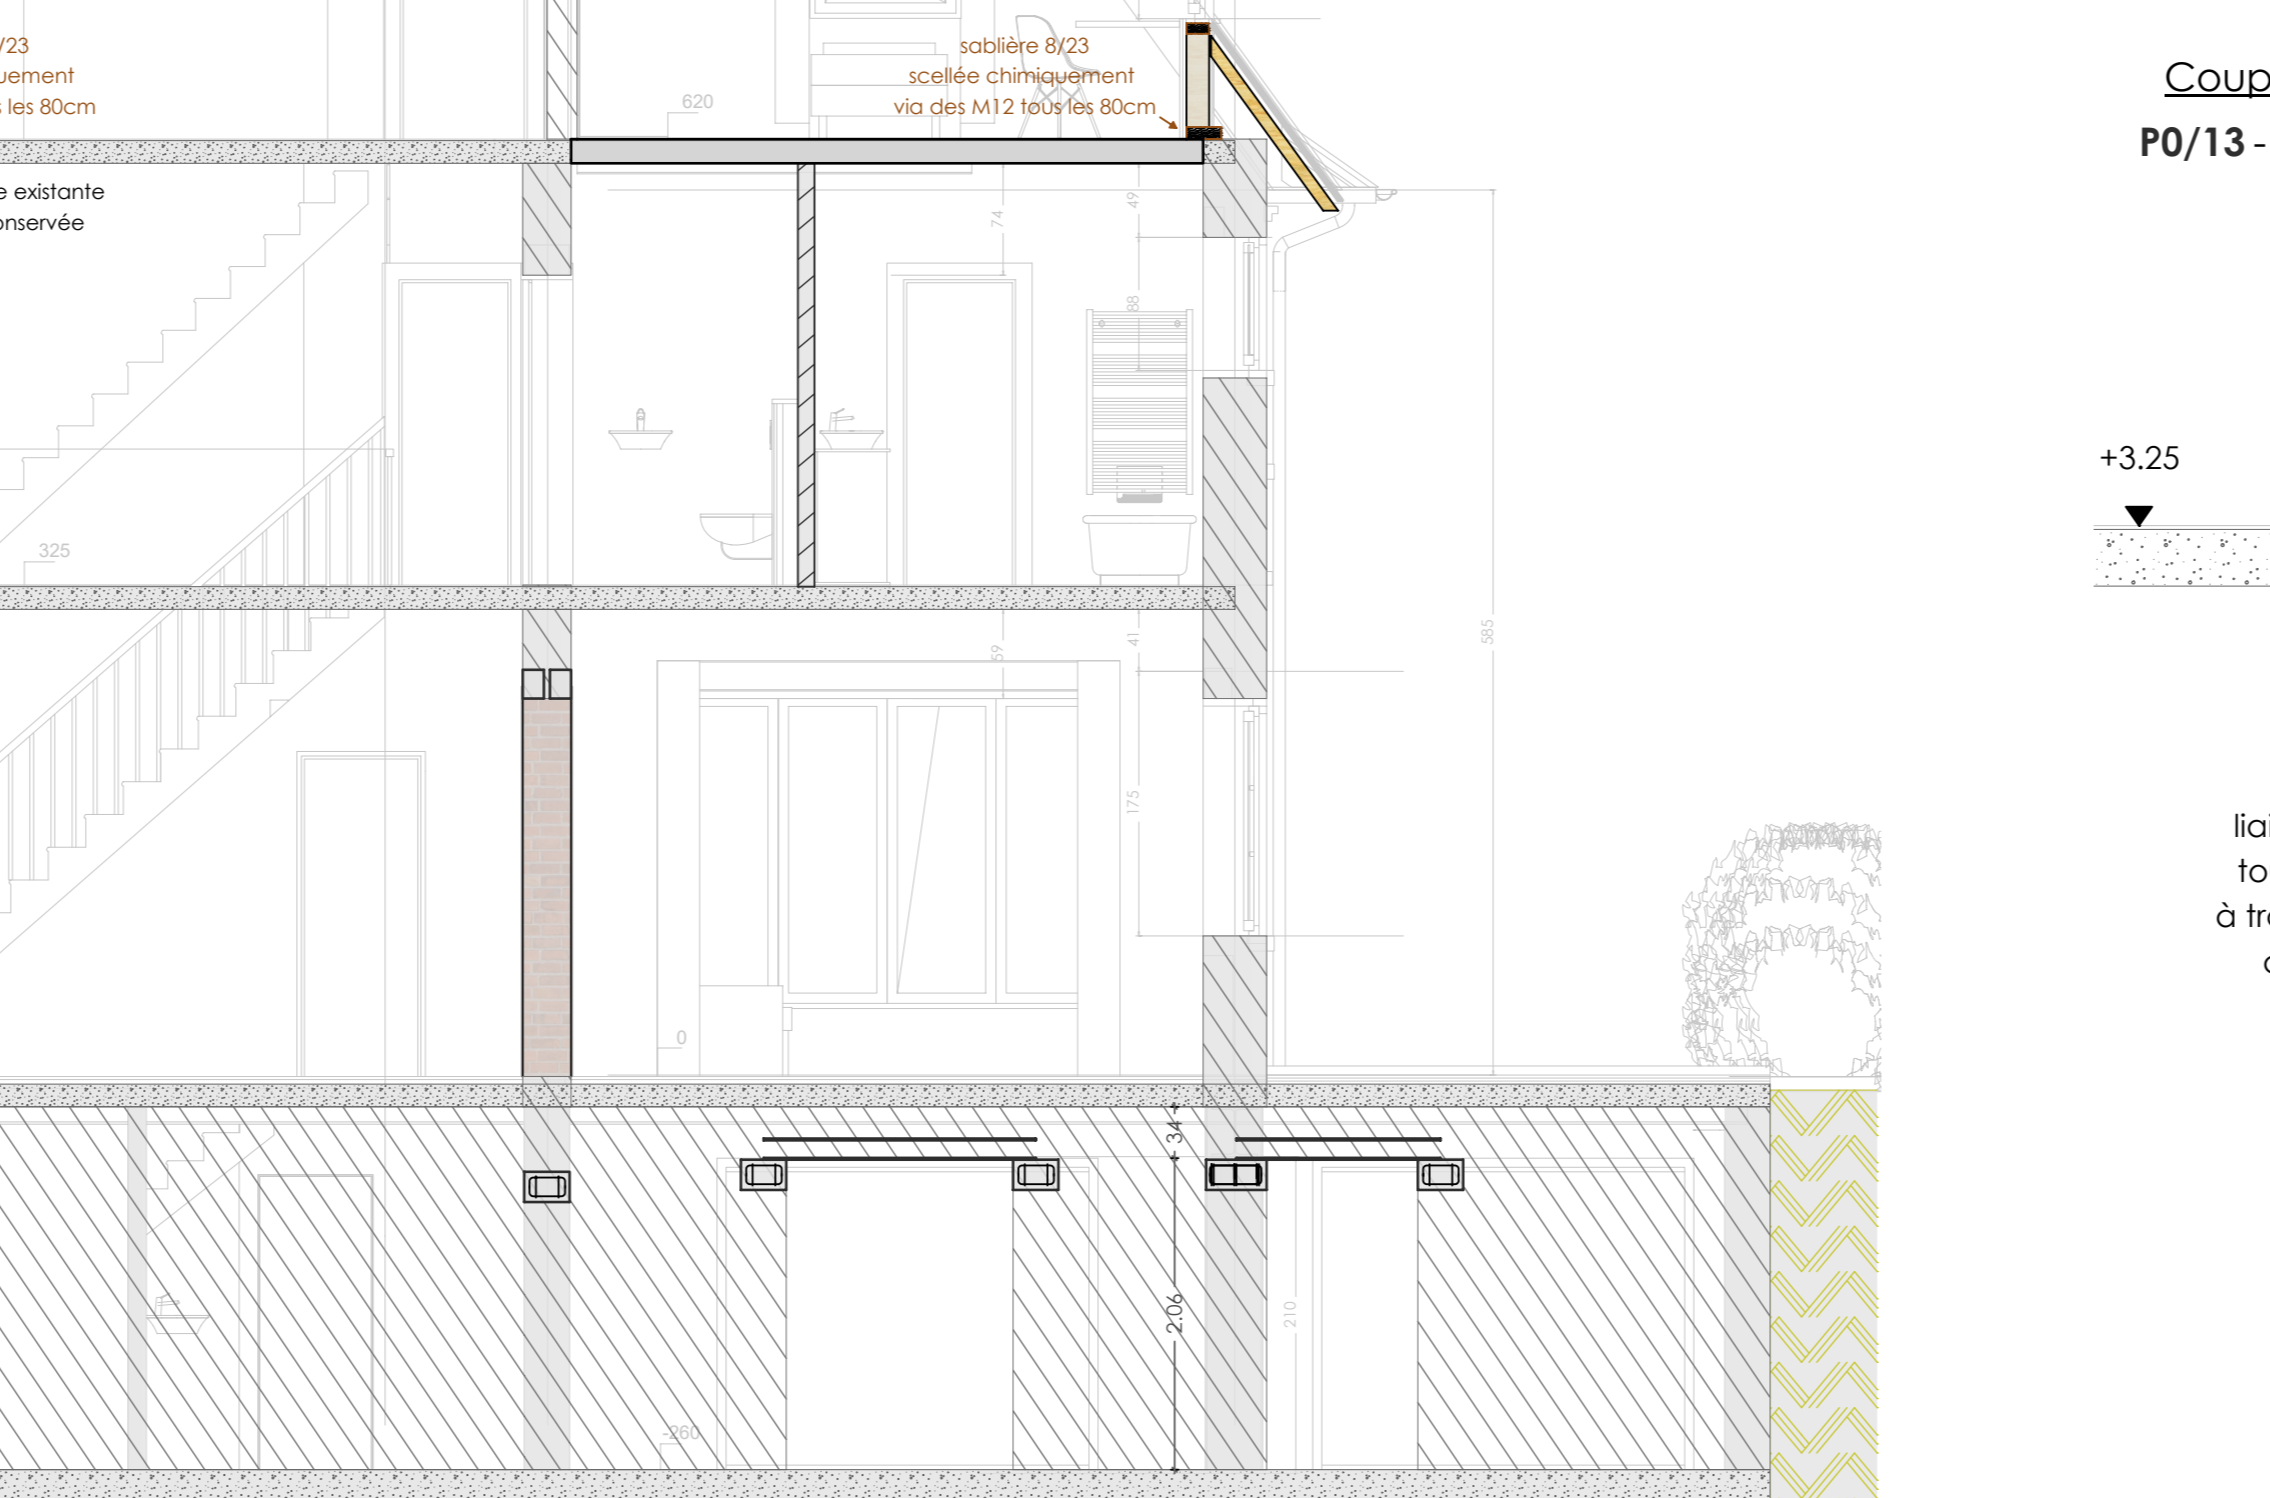 /23
uement
s les 80cm
sablière 8/23
scellée chimiquement
via des M12 tous les 80cm
620
Coup
P0/13 -
e existante
onservée
74
49
88
+3.25
325
585
59
41
175
liai
to
à tra
0
34
2.06
210
-260